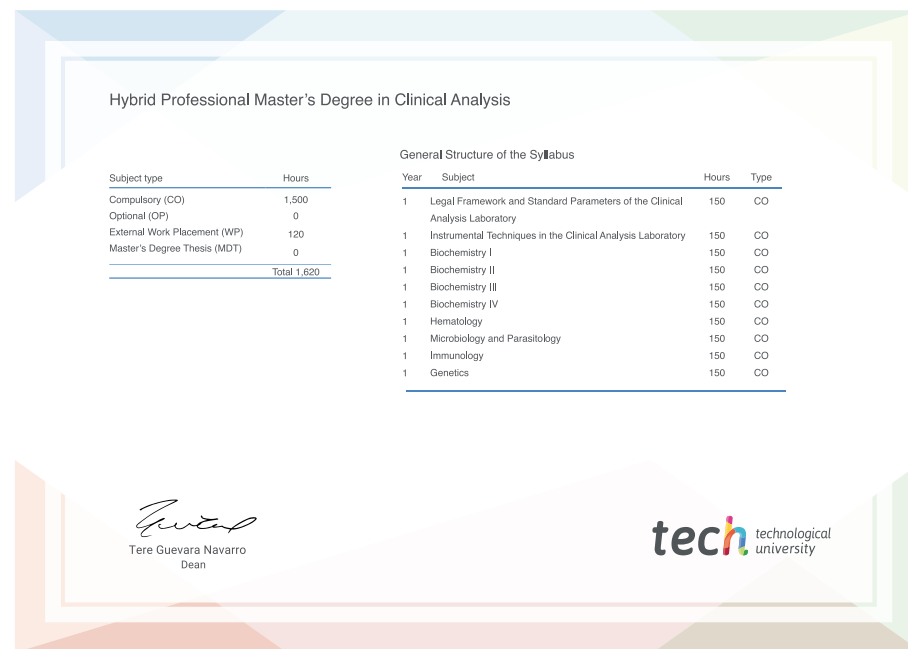 Hybrid Professional Master's Degree in Clinical Analysis
Subject type Hours
Compulsory (CO) 1,500
Optional (OP) 0
External Work Placement (WP) 120
Master's Degree Thesis (MDT) 0
Total 1,620
General Structure of the Syllabus
Year Subject Hours Type
1 Legal Framework and Standard Parameters of the Clinical 150 CO
Analysis Laboratory
1 Instrumental Techniques in the Clinical Analysis Laboratory 150 CO
1 Biochemistry I 150 CO
1 Biochemistry II 150 CO
1 Biochemistry III 150 CO
1 Biochemistry IV 150 CO
1 Hematology 150 CO
1 Microbiology and Parasitology 150 CO
1 Immunology 150 CO
1 Genetics 150 CO
Tere Guevara Navarro
Dean
tech technological
university